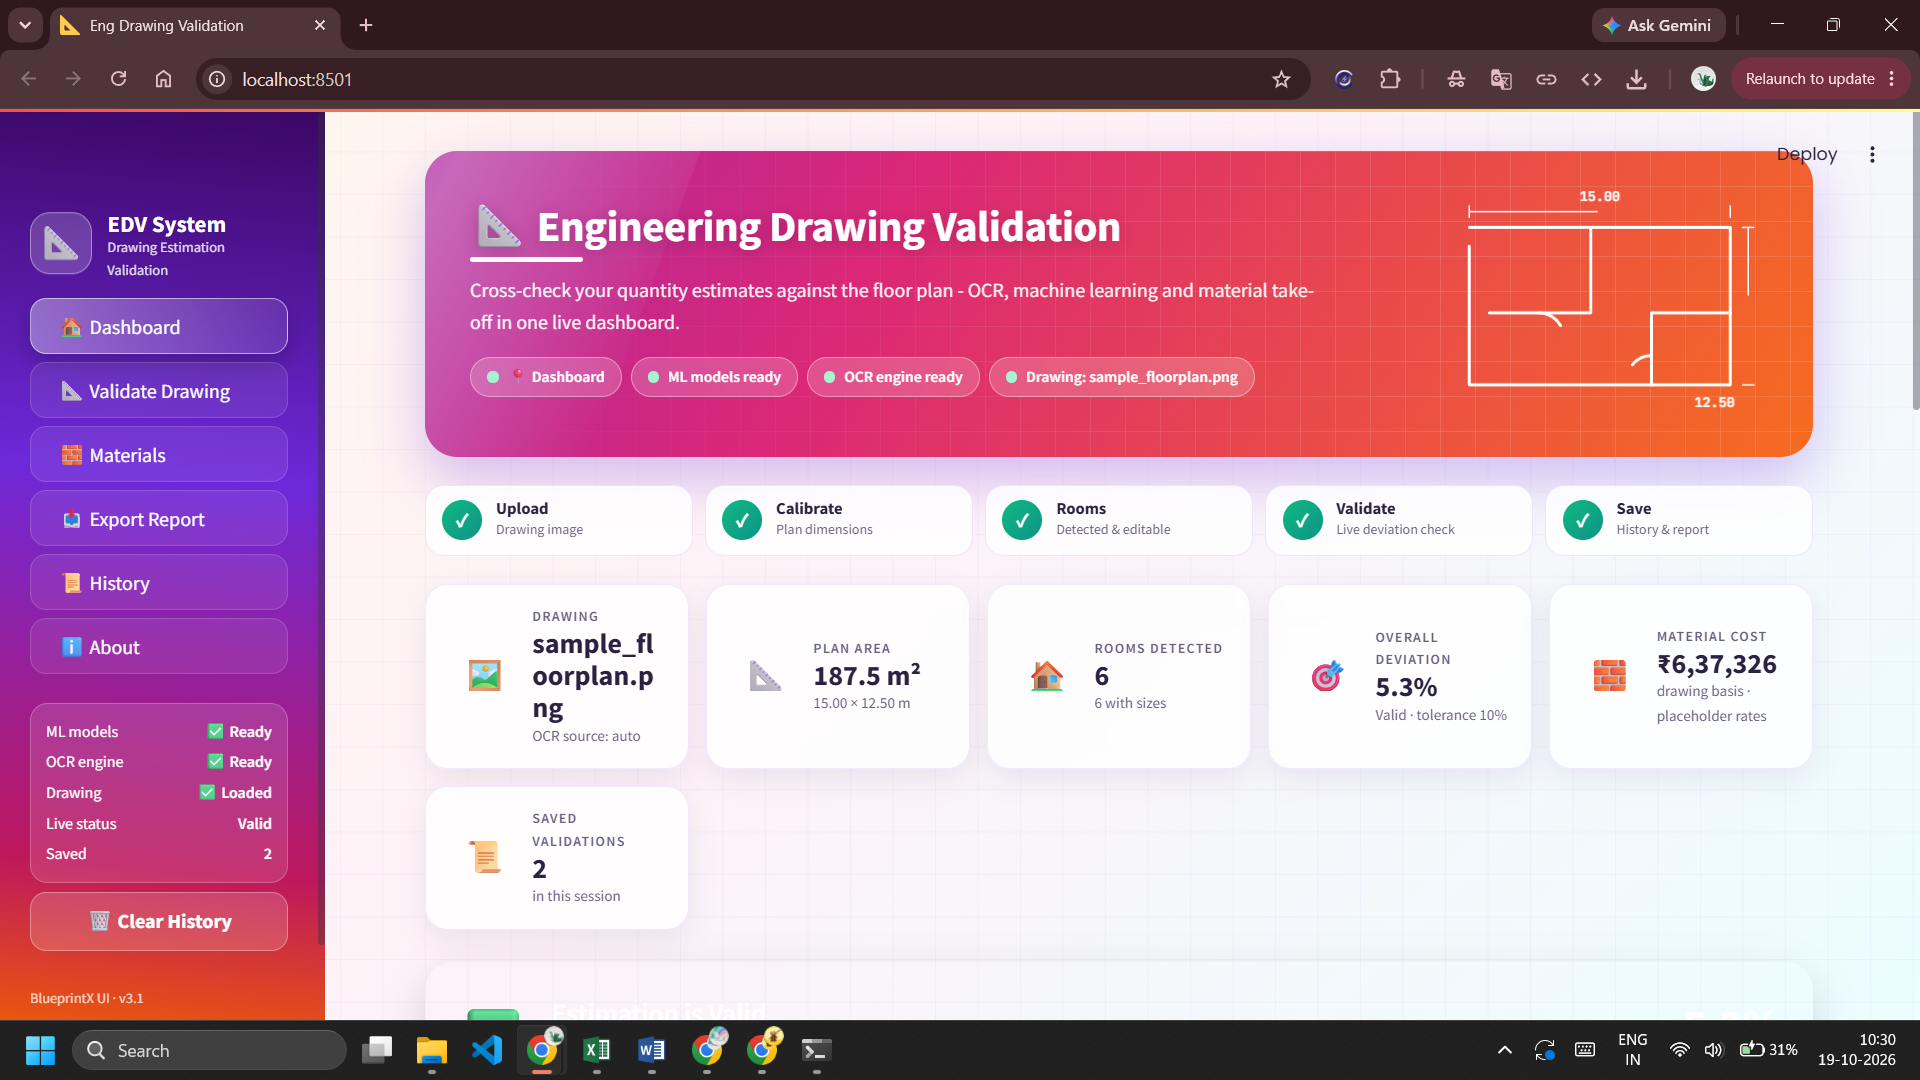 Eng Drawing Validation
Ask Gemini
localhost:8501
Relaunch to update
Deploy
EDV System
Drawing Estimation
Validation
Dashboard
Validate Drawing
Materials
Export Report
History
About
ML models Ready
OCR engine Ready
Drawing Loaded
Live status Valid
Saved 2
Clear History
BlueprintX UI · v3.1
Engineering Drawing Validation
Cross-check your quantity estimates against the floor plan - OCR, machine learning and material take-
off in one live dashboard.
Dashboard
ML models ready
OCR engine ready
Drawing: sample_floorplan.png
15.00
12.50
Upload
Drawing image
Calibrate
Plan dimensions
Rooms
Detected & editable
Validate
Live deviation check
Save
History & report
DRAWING
sample_fl
oorplan.p
ng
OCR source: auto
PLAN AREA
187.5 m²
15.00 × 12.50 m
ROOMS DETECTED
6
6 with sizes
OVERALL
DEVIATION
5.3%
Valid · tolerance 10%
MATERIAL COST
₹6,37,326
drawing basis ·
placeholder rates
SAVED
VALIDATIONS
2
in this session
Estimation is Valid
5.3%
Search
ENG
IN
31%
10:30
19-10-2026